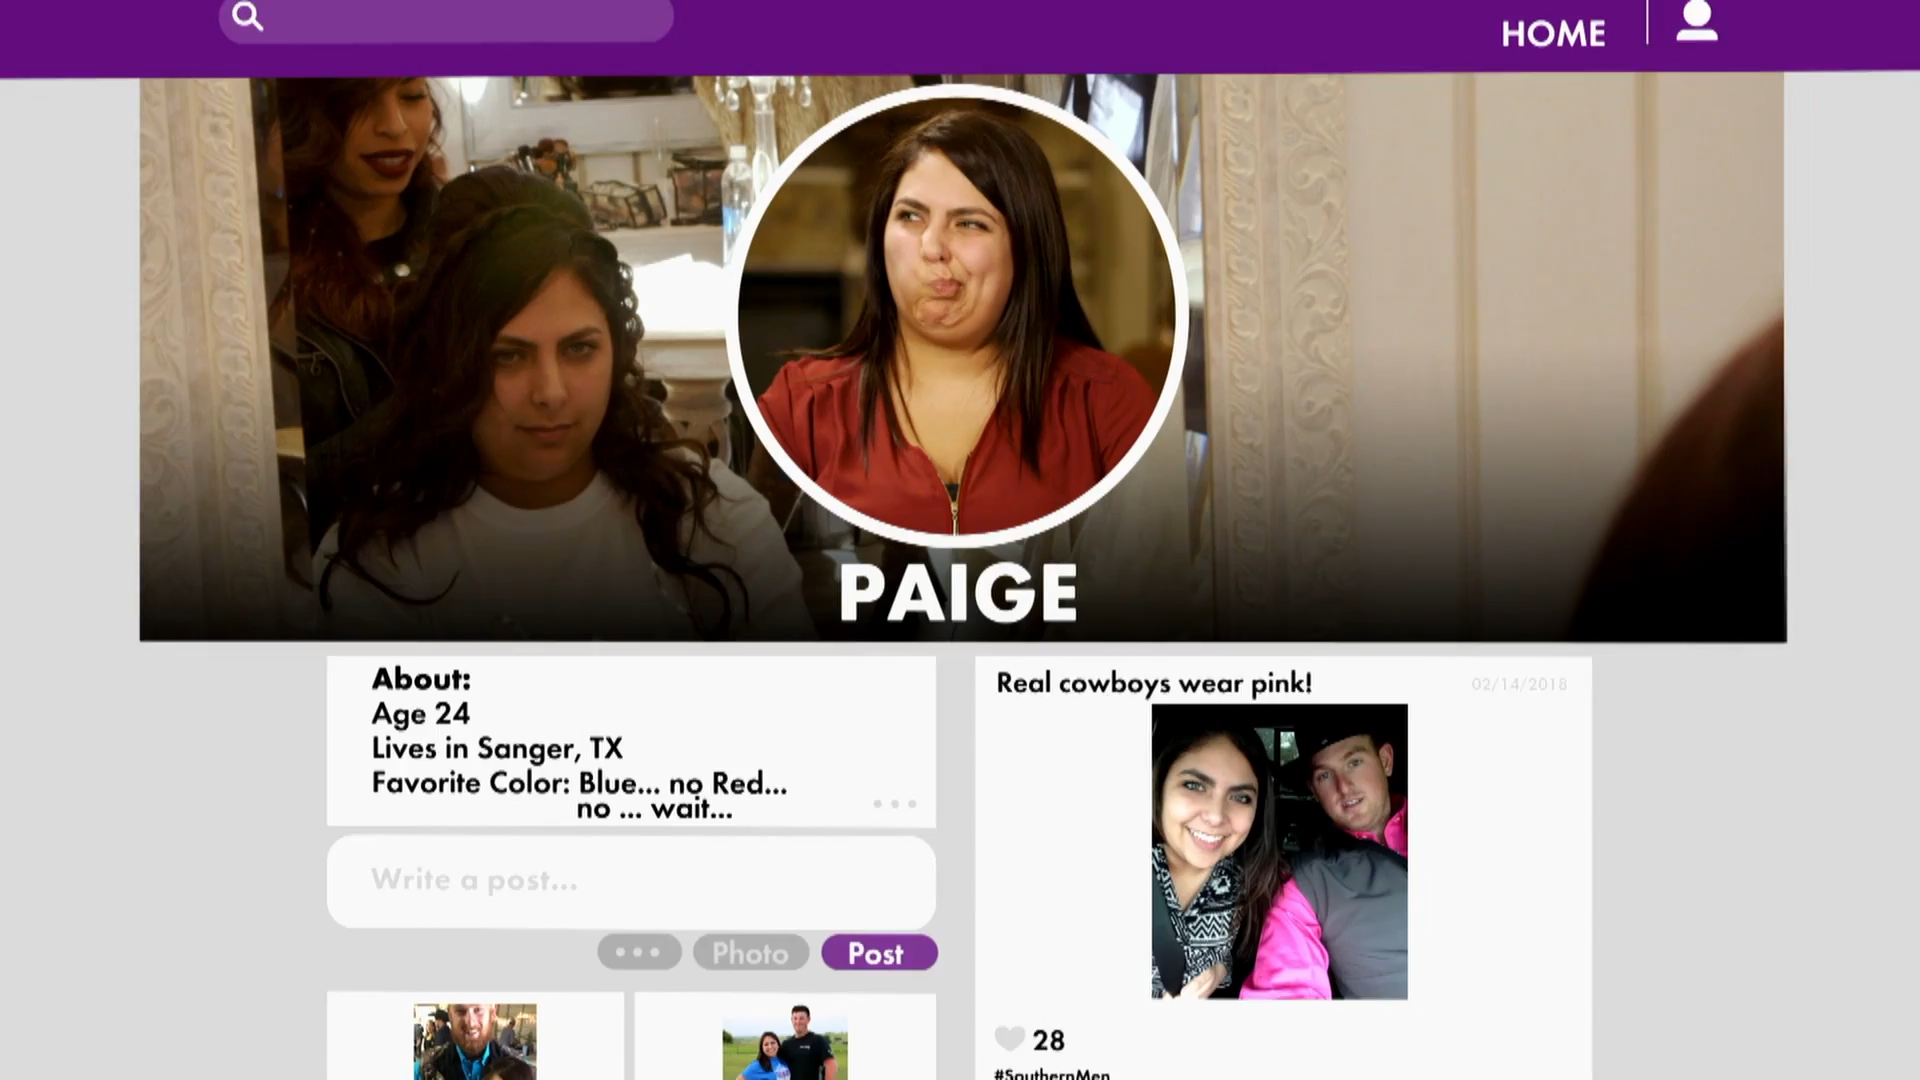 HOME
PAIGE
About:
Age 24
Lives in Sanger, TX
Favorite Color: Blue... no Red...
no ... wait...
Write a post...
Photo
Post
Real cowboys wear pink!
02/14/2018
28
#SouthernMen